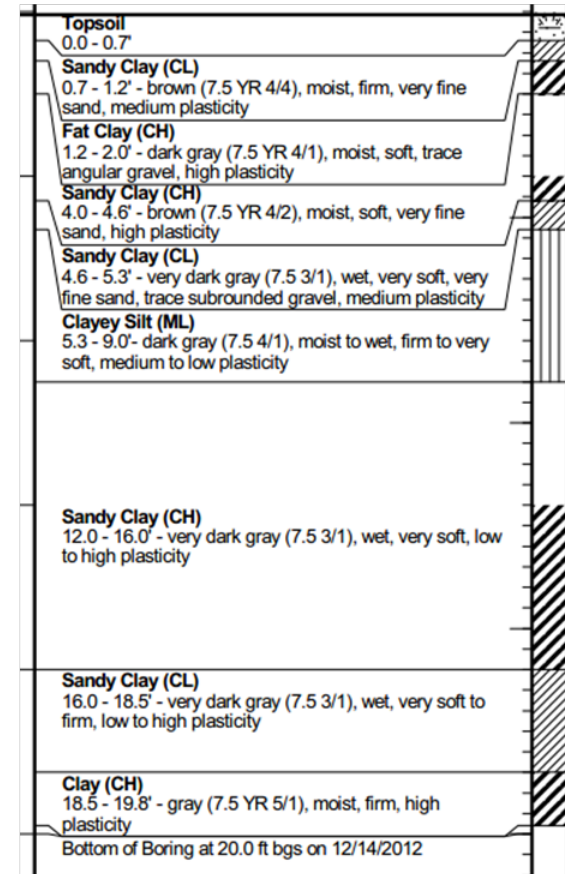 Topsoil
0.0 - 0.7'
Sandy Clay (CL)
0.7 - 1.2' - brown (7.5 YR 4/4), moist, firm, very fine
sand, medium plasticity
Fat Clay (CH)
1.2 - 2.0' - dark gray (7.5 YR 4/1), moist, soft, trace
angular gravel, high plasticity
Sandy Clay (CH)
4.0 - 4.6' - brown (7.5 YR 4/2), moist, soft, very fine
sand, high plasticity
Sandy Clay (CL)
4.6 - 5.3' - very dark gray (7.5 3/1), wet, very soft, very
fine sand, trace subrounded gravel, medium plasticity
Clayey Silt (ML)
5.3 - 9.0'- dark gray (7.5 4/1), moist to wet, firm to very
soft, medium to low plasticity
Sandy Clay (CH)
12.0 - 16.0' - very dark gray (7.5 3/1), wet, very soft, low
to high plasticity
Sandy Clay (CL)
16.0 - 18.5' - very dark gray (7.5 3/1), wet, very soft to
firm, low to high plasticity
Clay (CH)
18.5 - 19.8' - gray (7.5 YR 5/1), moist, firm, high
plasticity
Bottom of Boring at 20.0 ft bgs on 12/14/2012